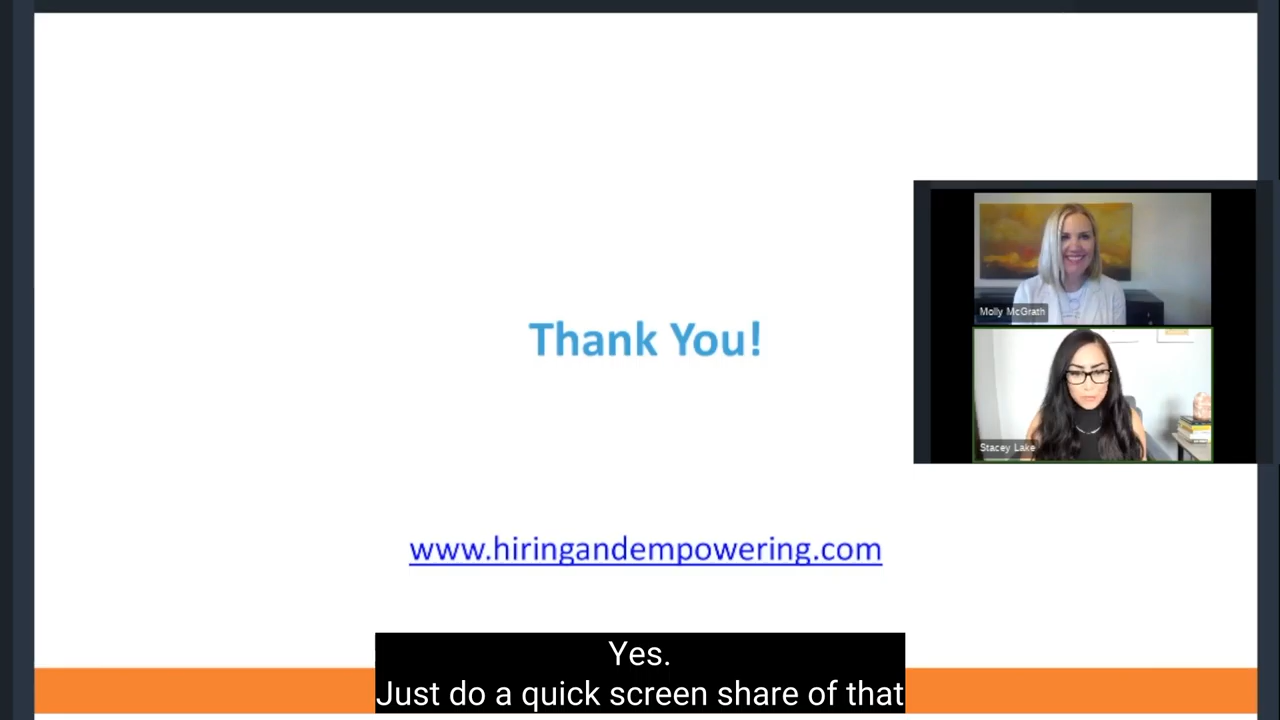 Molly McGrath
Thank You!
Stacey Lake
www.hiringandempowering.com
Yes.
Just do a quick screen share of that